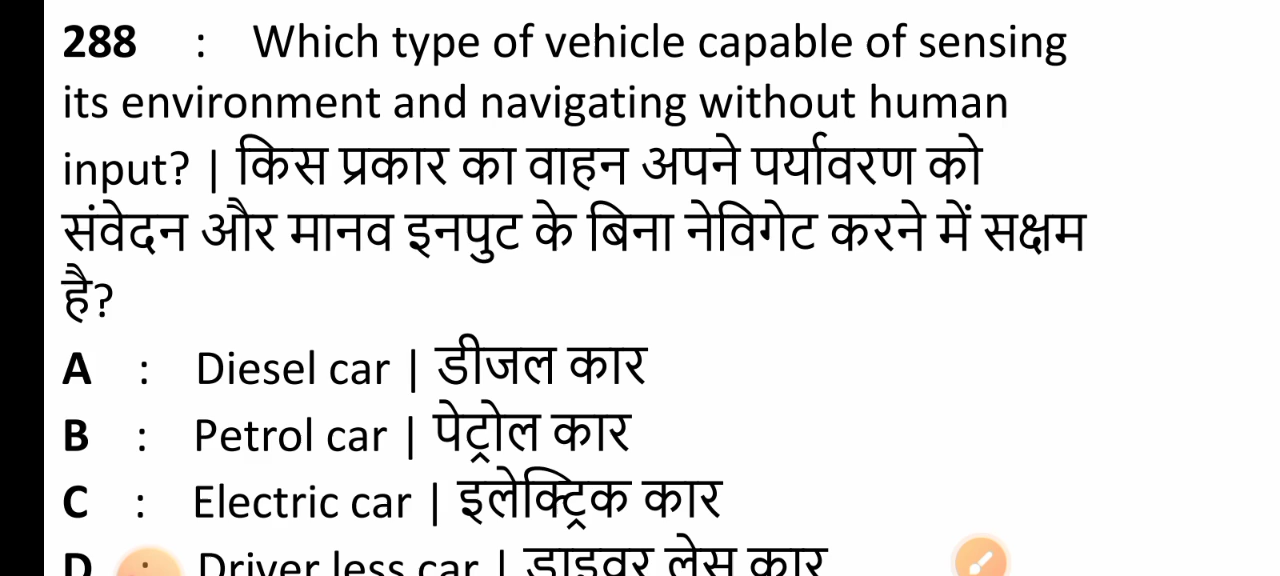 288 : Which type of vehicle capable of sensing
its environment and navigating without human
input? | किस प्रकार का वाहन अपने पर्यावरण को
संवेदन और मानव इनपुट के बिना नेविगेट करने में सक्षम
है?
A : Diesel car | डीजल कार
B : Petrol car | पेट्रोल कार
C : Electric car | इलेक्ट्रिक कार
D : Driver less car | ड्राइवर लेस कार